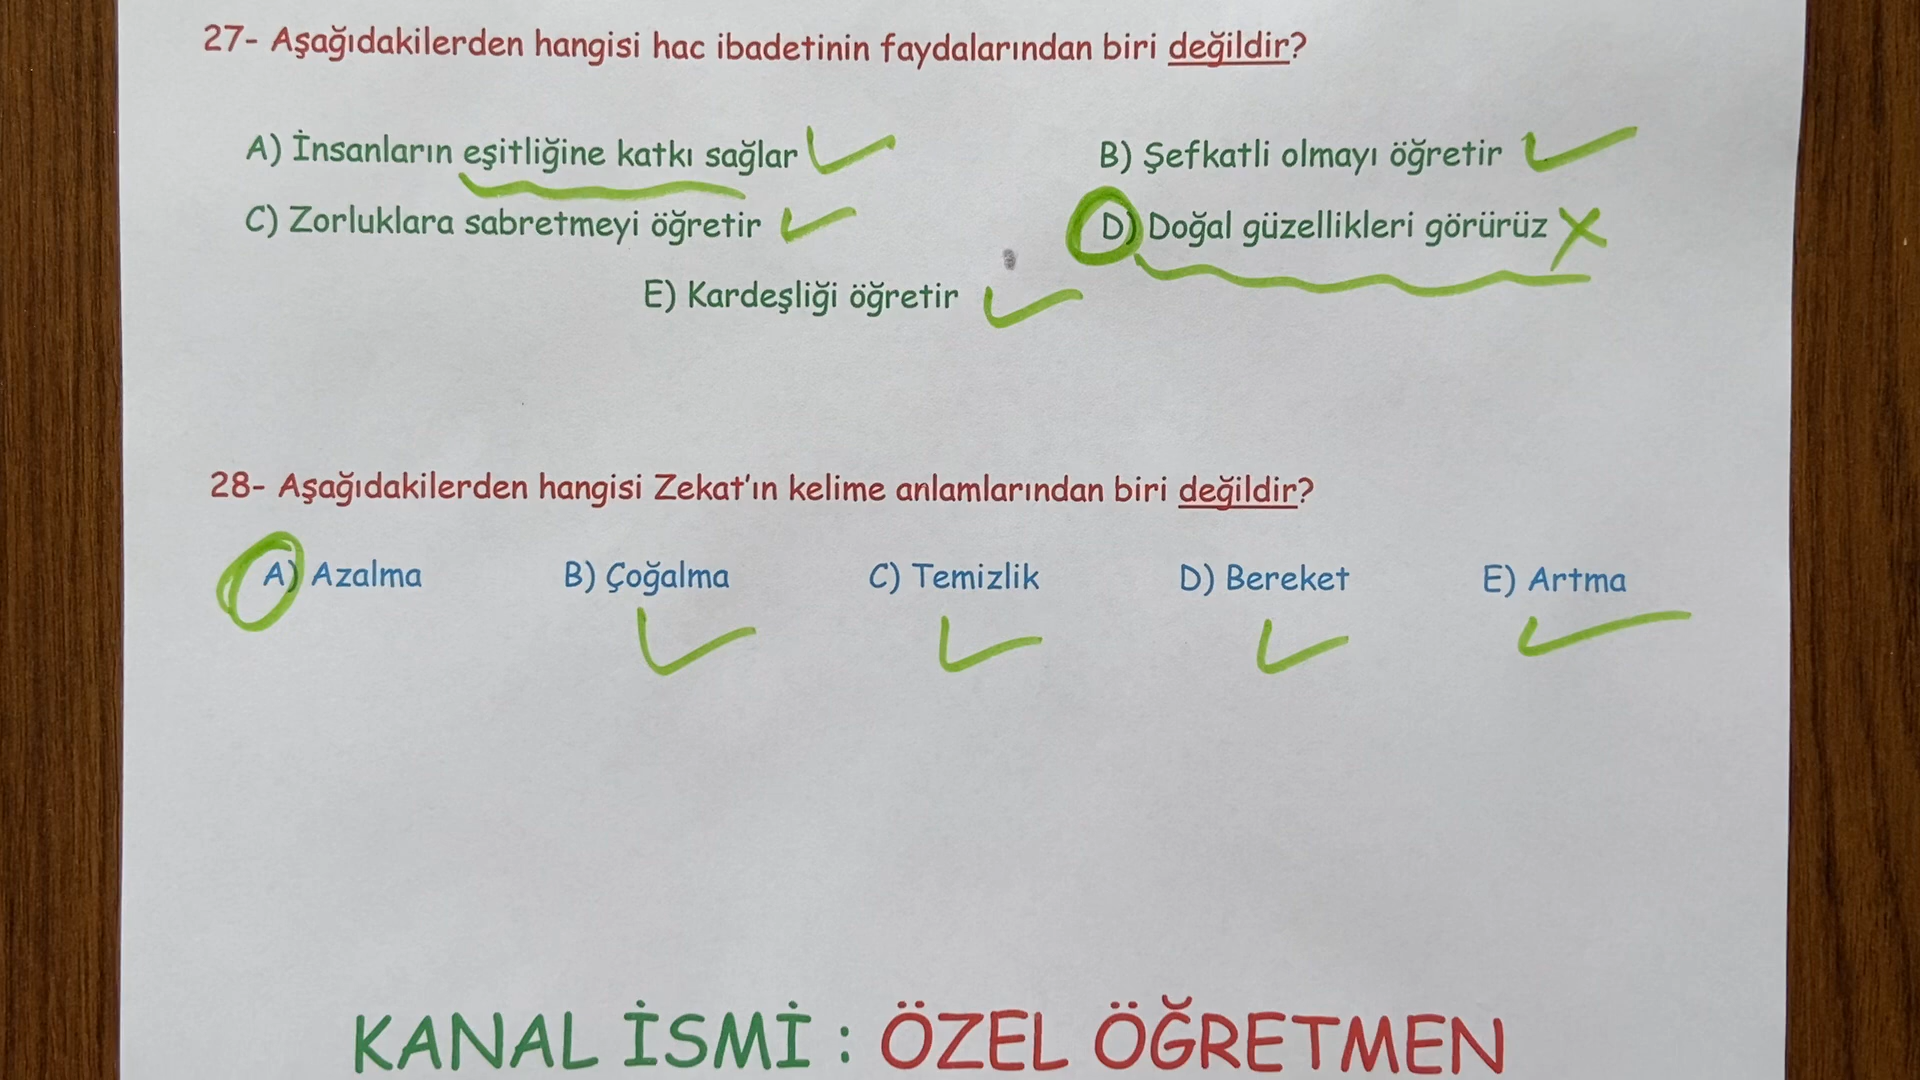 27- Aşağıdakilerden hangisi hac ibadetinin faydalarından biri değildir?
A) İnsanların eşitliğine katkı sağlar
B) Şefkatli olmayı öğretir
C) Zorluklara sabretmeyi öğretir
D) Doğal güzellikleri görürüz
E) Kardeşliği öğretir
28- Aşağıdakilerden hangisi Zekat'ın kelime anlamlarından biri değildir?
A) Azalma B) Çoğalma C) Temizlik D) Bereket E) Artma
KANAL İSMİ : ÖZEL ÖĞRETMEN